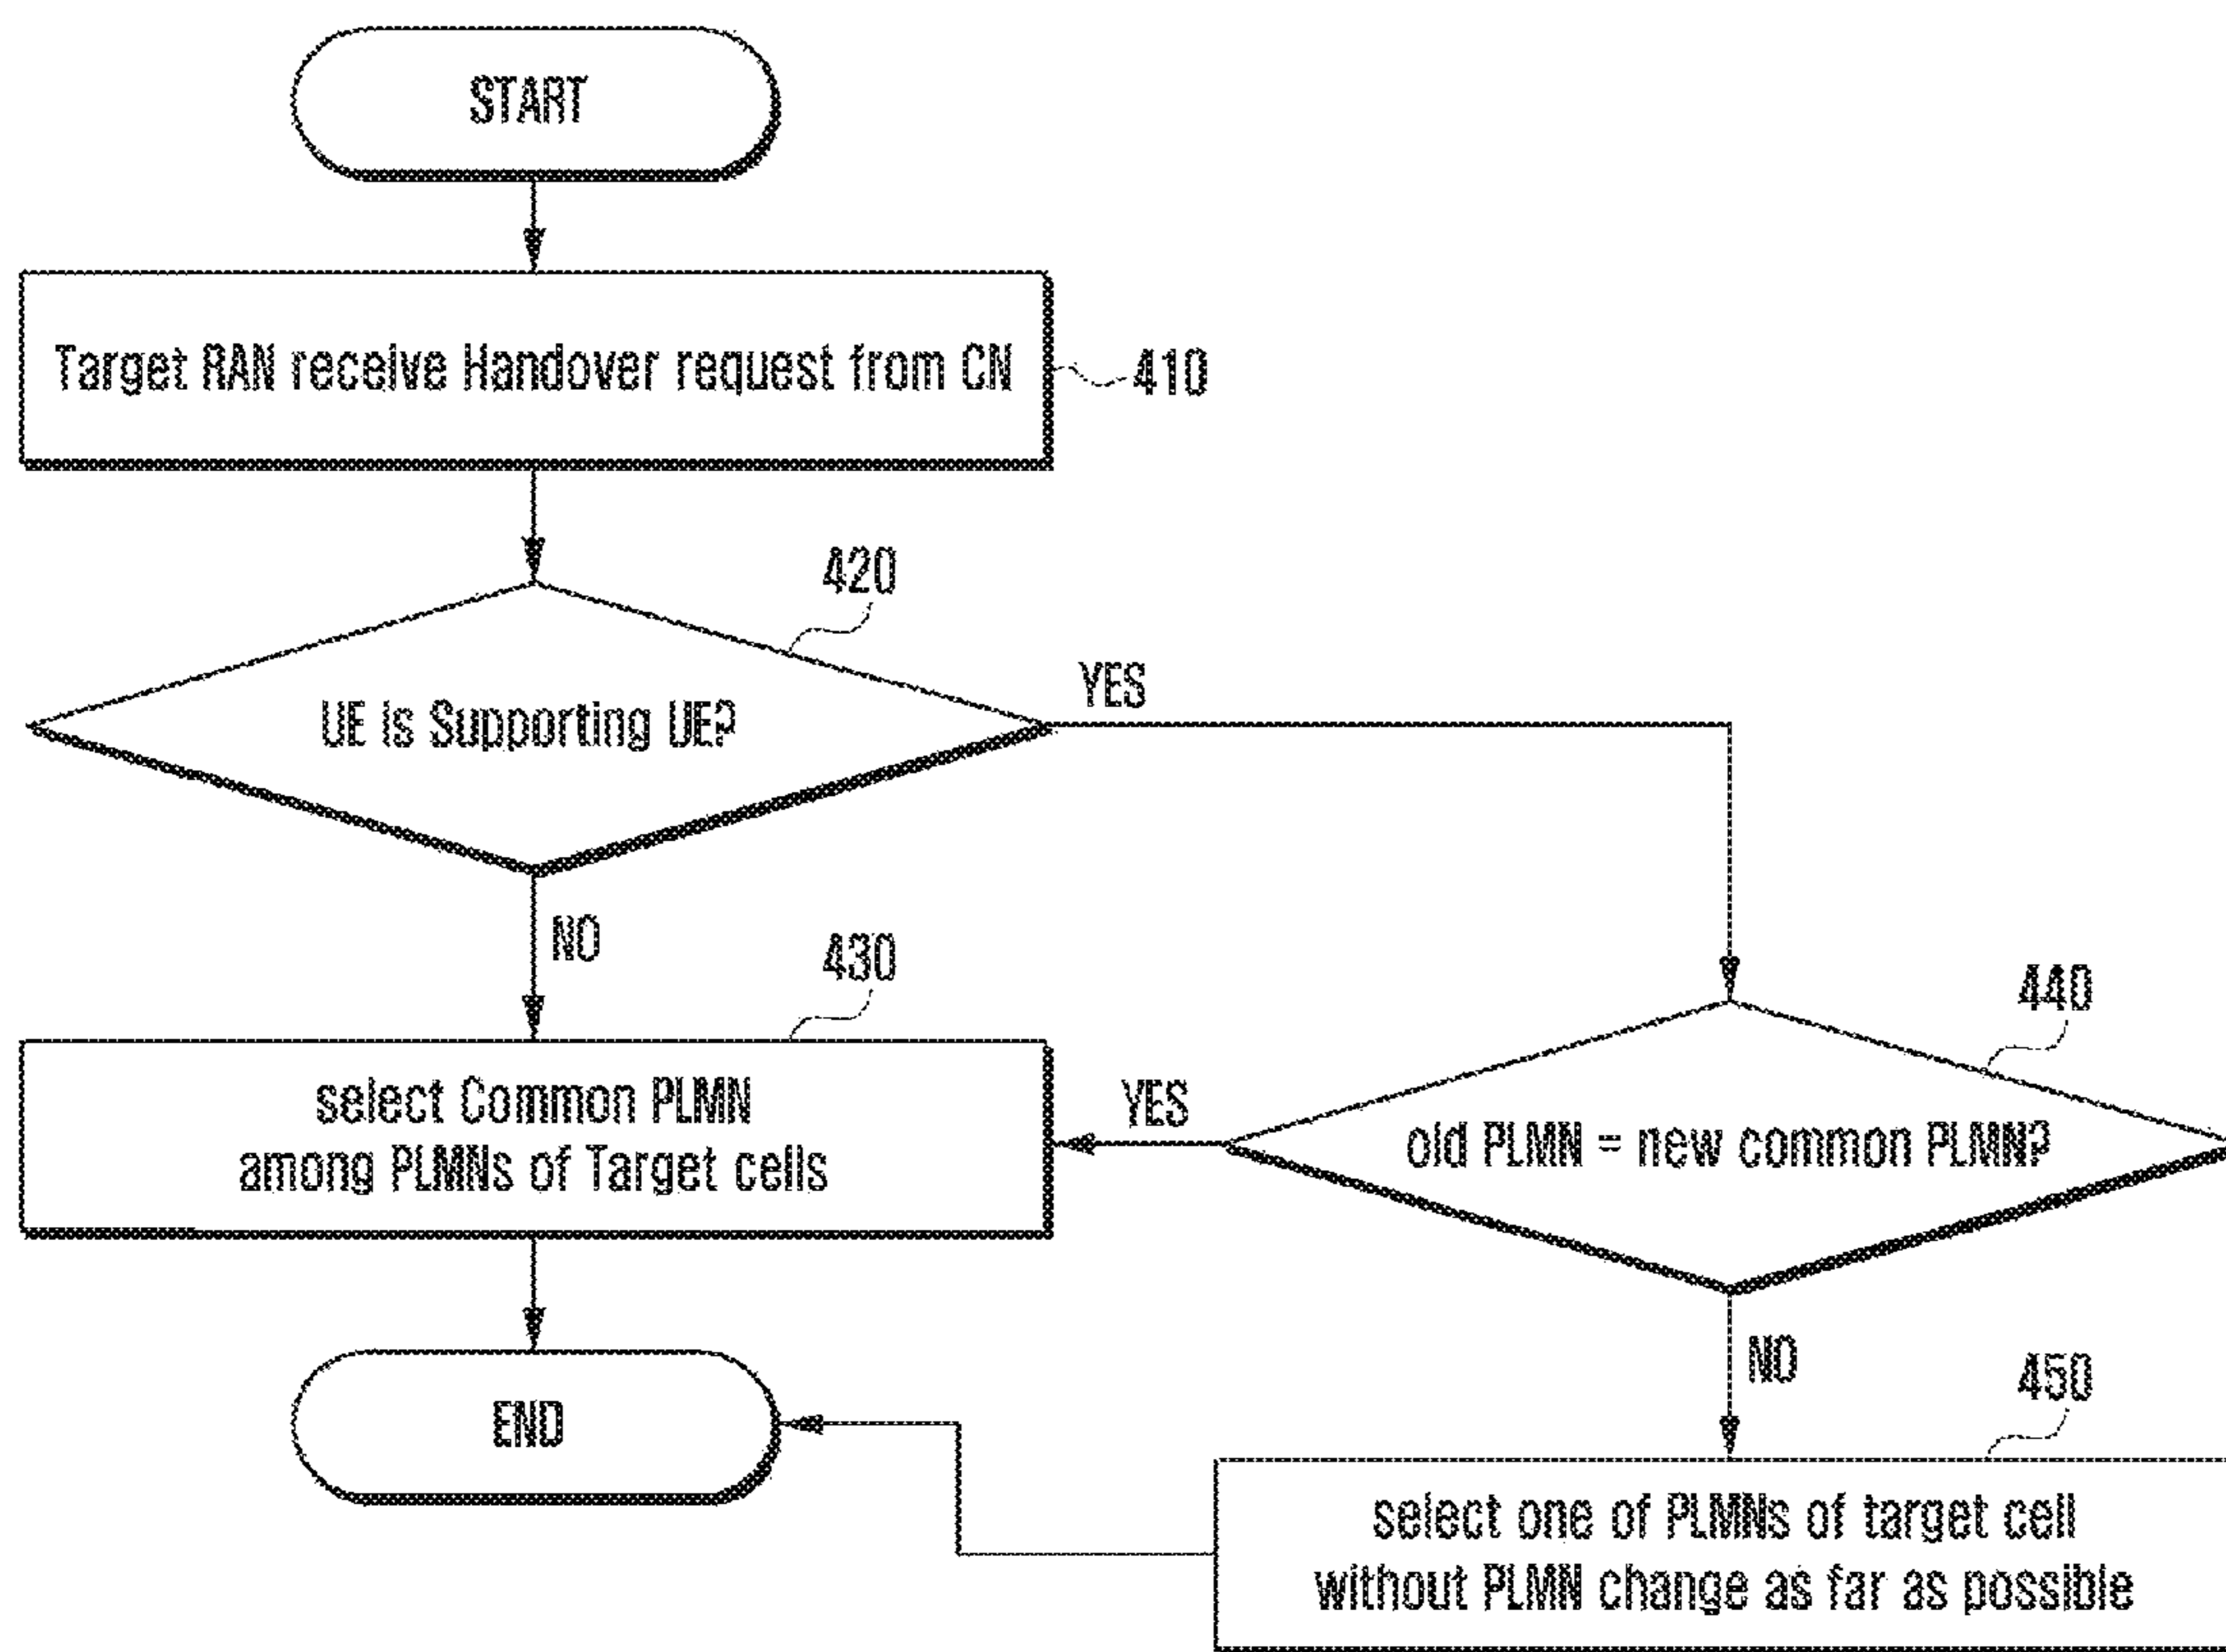 START
Target RAN receive Handover request from CN
410
420
UE is Supporting UE?
YES
NO
430
select Common PLMN
among PLMNs of Target cells
YES
440
old PLMN = new common PLMN?
NO
END
450
select one of PLMNs of target cell
without PLMN change as far as possible